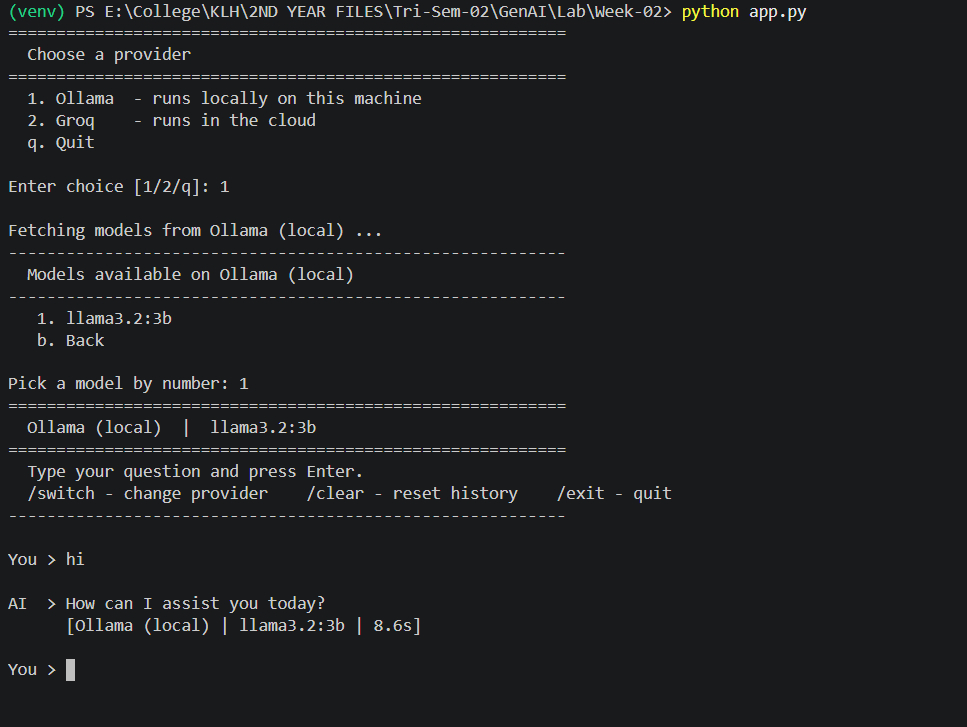 (venv) PS E:\College\KLH\2ND YEAR FILES\Tri-Sem-02\GenAI\Lab\Week-02> python app.py
==========================================================
  Choose a provider
==========================================================
  1. Ollama  - runs locally on this machine
  2. Groq    - runs in the cloud
  q. Quit

Enter choice [1/2/q]: 1

Fetching models from Ollama (local) ...
----------------------------------------------------------
  Models available on Ollama (local)
----------------------------------------------------------
   1. llama3.2:3b
   b. Back

Pick a model by number: 1
==========================================================
  Ollama (local)  |  llama3.2:3b
==========================================================
  Type your question and press Enter.
  /switch - change provider    /clear - reset history    /exit - quit
----------------------------------------------------------

You > hi

AI  > How can I assist you today?
      [Ollama (local) | llama3.2:3b | 8.6s]

You >